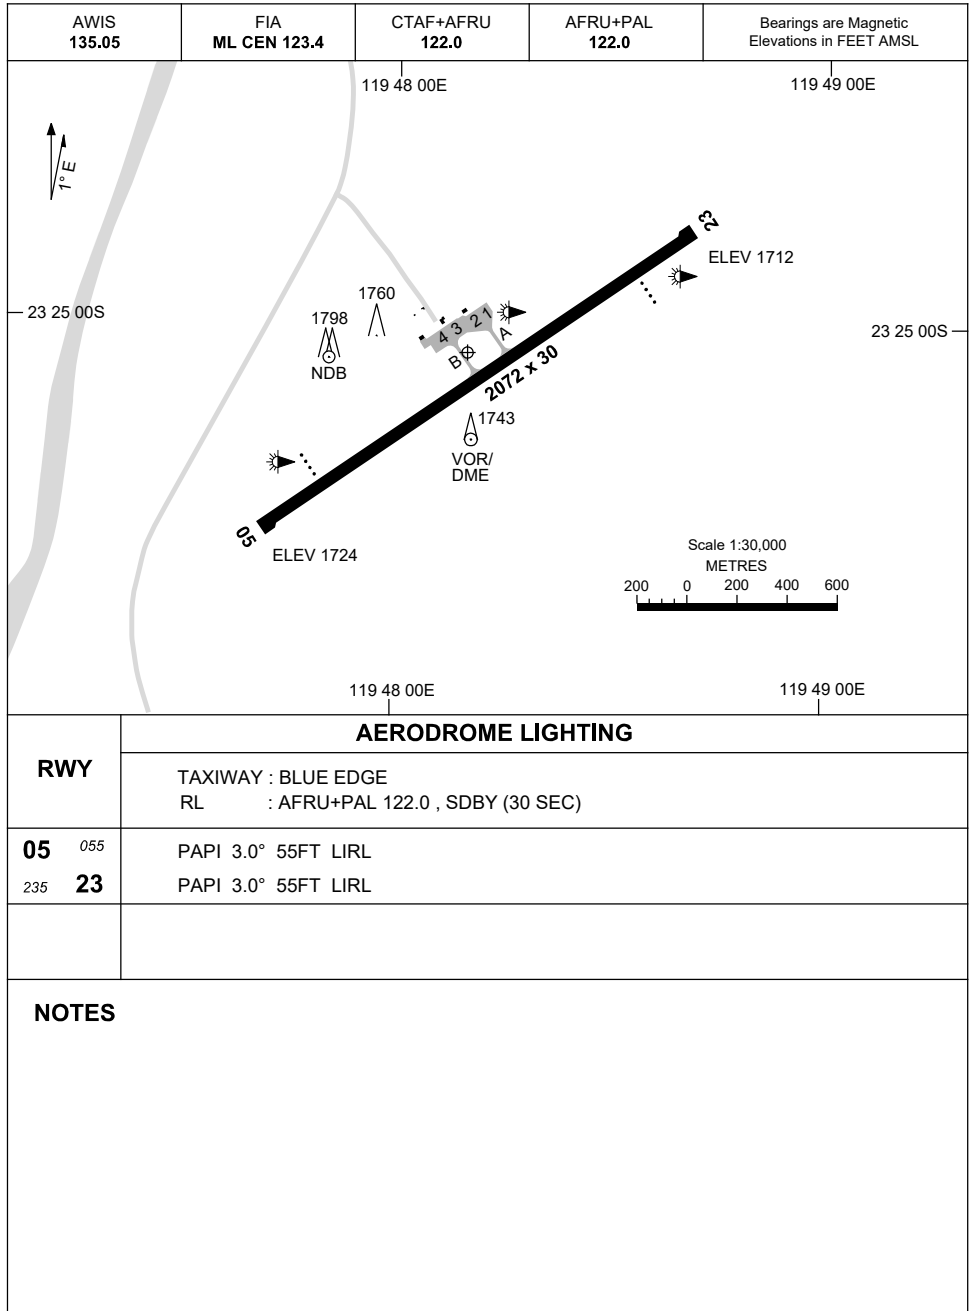 AWIS
135.05
FIA
ML CEN 123.4
CTAF+AFRU
122.0
AFRU+PAL
122.0
Bearings are Magnetic
Elevations in FEET AMSL
119 48 00E
119 49 00E
1° E
23
ELEV 1712
1760
23 25 00S
1798
4 3 2 1
A
23 25 00S
B
NDB
2072 x 30
1743
VOR/
DME
05
ELEV 1724
Scale 1:30,000
METRES
200 0 200 400 600
119 48 00E
119 49 00E
RWY
AERODROME LIGHTING
TAXIWAY : BLUE EDGE
RL : AFRU+PAL 122.0 , SDBY (30 SEC)
05 055 PAPI 3.0° 55FT LIRL
235 23 PAPI 3.0° 55FT LIRL
NOTES